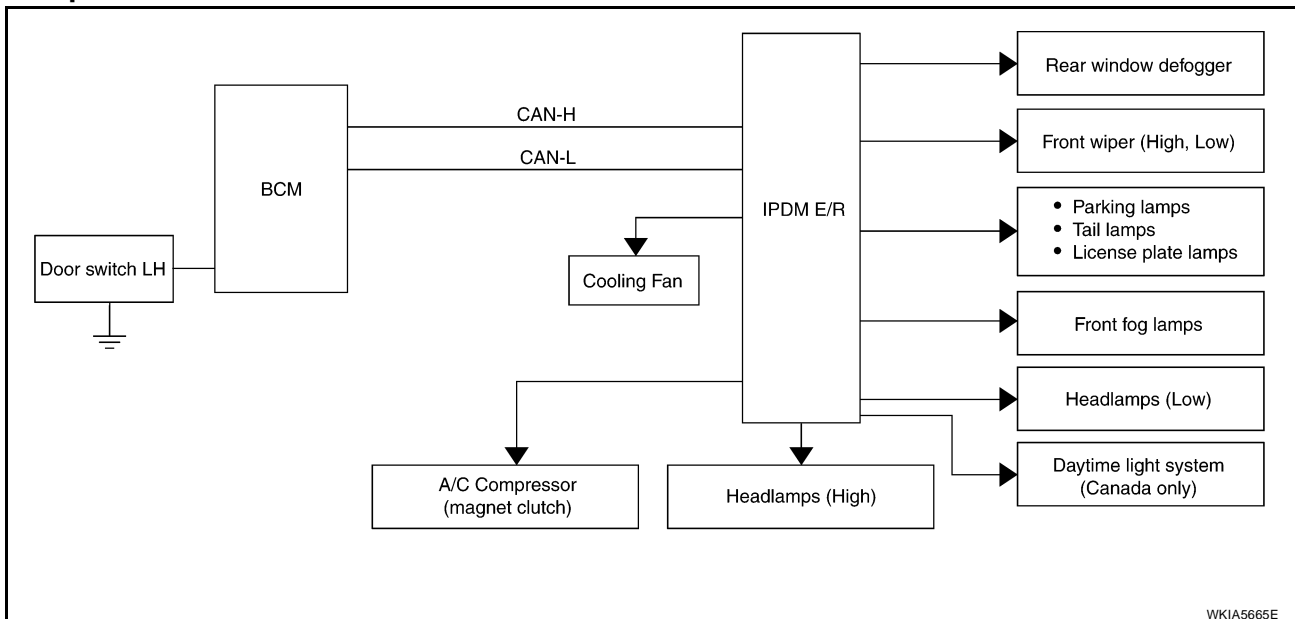 CAN-H
CAN-L
BCM
Door switch LH
IPDM E/R
Cooling Fan
A/C Compressor
(magnet clutch)
Headlamps (High)
Rear window defogger
Front wiper (High, Low)
• Parking lamps
• Tail lamps
• License plate lamps
Front fog lamps
Headlamps (Low)
Daytime light system
(Canada only)
WKIA5665E